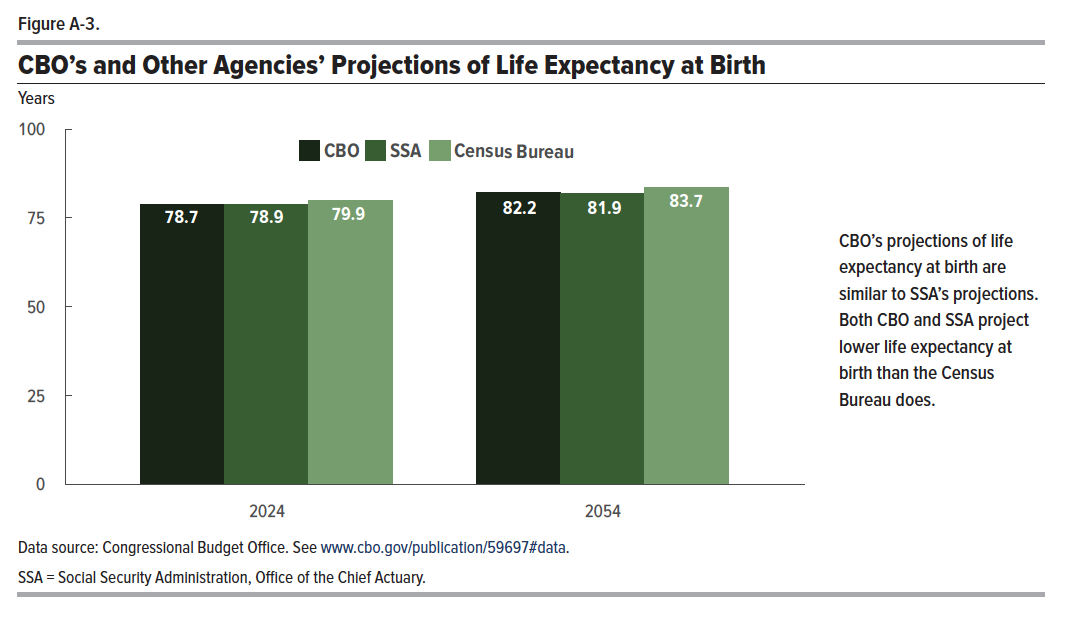 Figure A-3.
CBO’s and Other Agencies’ Projections of Life Expectancy at Birth
Years
100
CBO SSA Census Bureau
78.7 78.9 79.9 82.2 81.9 83.7
75
50
25
0
2024 2054
CBO’s projections of life
expectancy at birth are
similar to SSA’s projections.
Both CBO and SSA project
lower life expectancy at
birth than the Census
Bureau does.
Data source: Congressional Budget Office. See www.cbo.gov/publication/59697#data.
SSA = Social Security Administration, Office of the Chief Actuary.